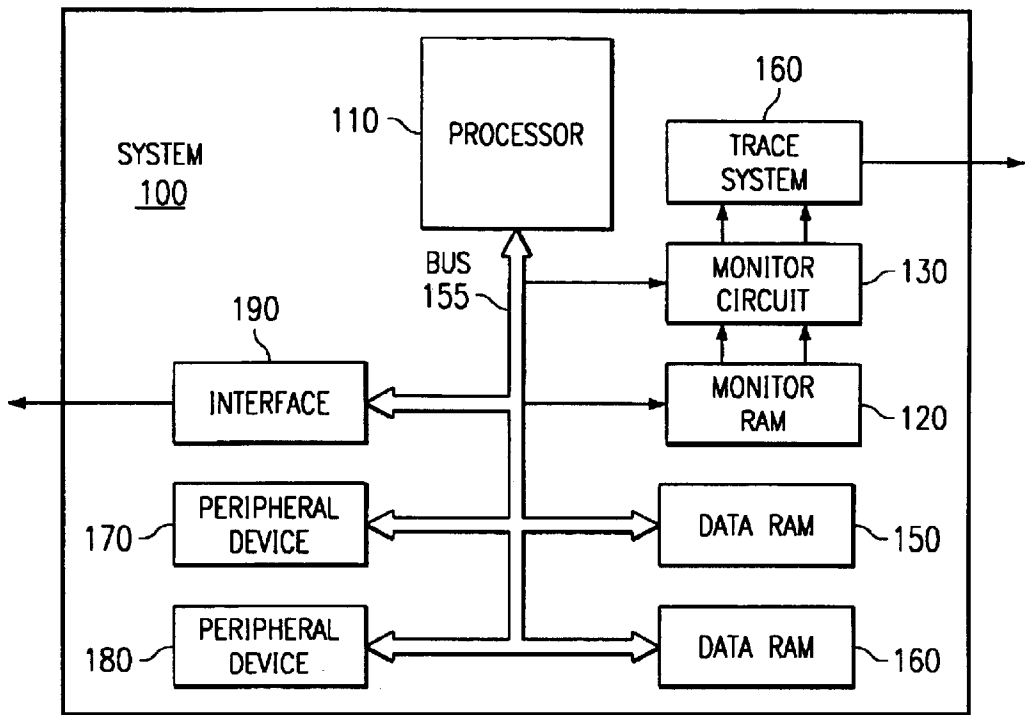 160
110
PROCESSOR
TRACE
SYSTEM
SYSTEM
100
BUS
155
MONITOR
CIRCUIT
130
190
INTERFACE
MONITOR
RAM
120
170
PERIPHERAL
DEVICE
DATA RAM
150
180
PERIPHERAL
DEVICE
DATA RAM
160